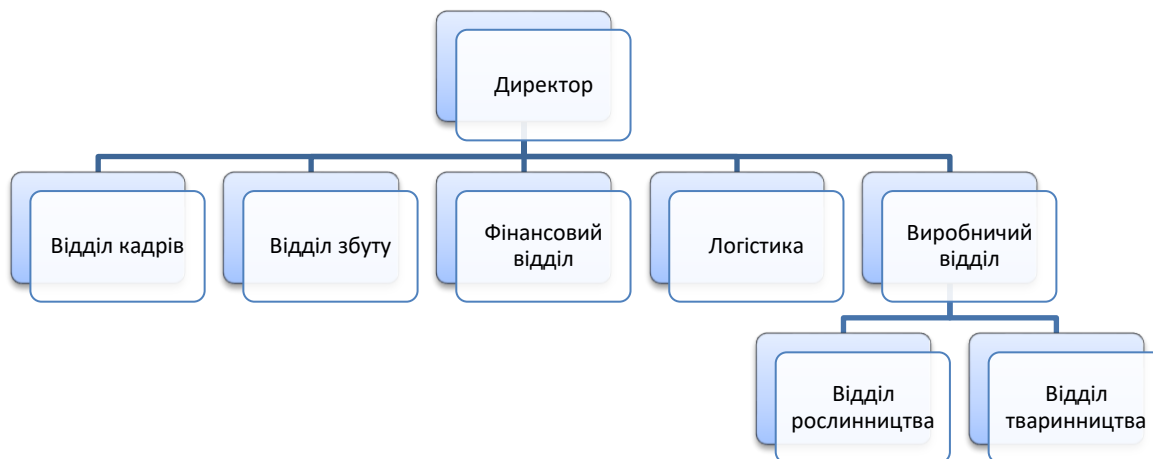 Директор
Відділ кадрів
Відділ збуту
Фінансовий
відділ
Логістика
Виробничий
відділ
Відділ
рослинництва
Відділ
тваринництва